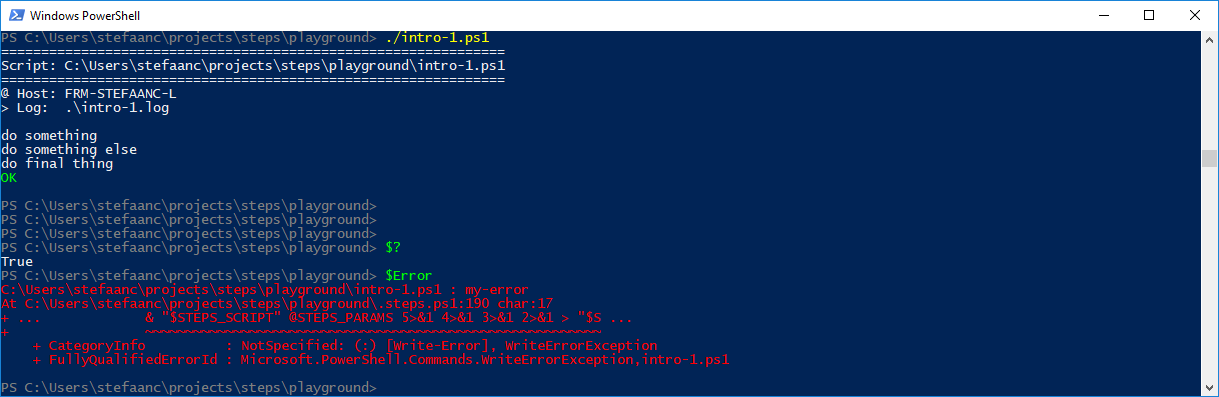 Windows PowerShell
PS C:\Users\stefaanc\projects\steps\playground> ./intro-1.ps1
===============================================================
Script: C:\Users\stefaanc\projects\steps\playground\intro-1.ps1
===============================================================
@ Host: FRM-STEFAANC-L
> Log:  .\intro-1.log
do something
do something else
do final thing
OK
PS C:\Users\stefaanc\projects\steps\playground>
PS C:\Users\stefaanc\projects\steps\playground>
PS C:\Users\stefaanc\projects\steps\playground>
PS C:\Users\stefaanc\projects\steps\playground> $?
True
PS C:\Users\stefaanc\projects\steps\playground> $Error
C:\Users\stefaanc\projects\steps\playground\intro-1.ps1 : my-error
At C:\Users\stefaanc\projects\steps\playground\.steps.ps1:190 char:17
+ ...             & "$STEPS_SCRIPT" @STEPS_PARAMS 5>&1 4>&1 3>&1 2>&1 > "$S ...
+                 ~~~~~~~~~~~~~~~~~~~~~~~~~~~~~~~~~~~~~~~~~~~~~~~~~~~~~~~~~
    + CategoryInfo          : NotSpecified: (:) [Write-Error], WriteErrorException
    + FullyQualifiedErrorId : Microsoft.PowerShell.Commands.WriteErrorException,intro-1.ps1
PS C:\Users\stefaanc\projects\steps\playground>